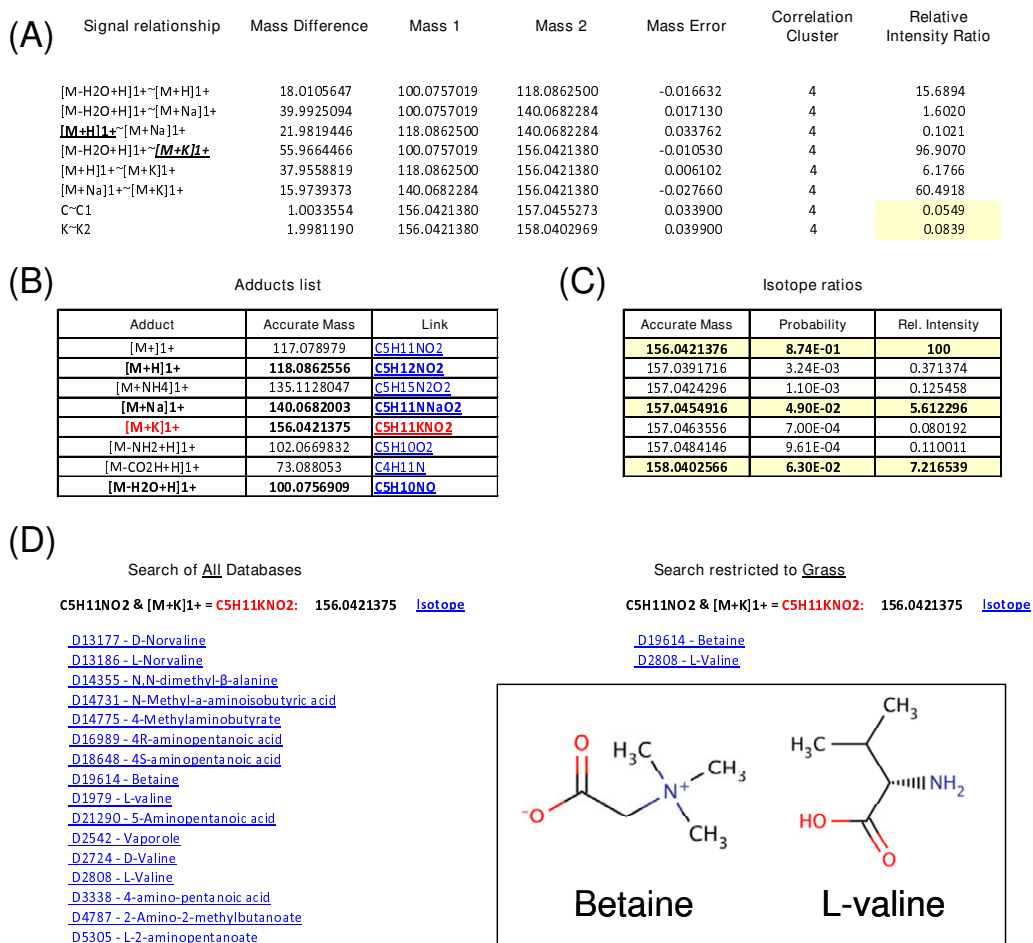 (A)
Signal relationship Mass Difference Mass 1 Mass 2 Mass Error Correlation Cluster Relative Intensity Ratio
[M-H2O+H]1+~[M+H]1+ 18.0105647 100.0757019 118.0862500 -0.016632 4 15.6894
[M-H2O+H]1+~[M+Na]1+ 39.9925094 100.0757019 140.0682284 0.017130 4 1.6020
[M+H]1+~[M+Na]1+ 21.9819446 118.0862500 140.0682284 0.033762 4 0.1021
[M-H2O+H]1+~[M+K]1+ 55.9664466 100.0757019 156.0421380 -0.010530 4 96.9070
[M+H]1+~[M+K]1+ 37.9558819 118.0862500 156.0421380 0.006102 4 6.1766
[M+Na]1+~[M+K]1+ 15.9739373 140.0682284 156.0421380 -0.027660 4 60.4918
C~C1 1.0033554 156.0421380 157.0455273 0.033900 4 0.0549
K~K2 1.9981190 156.0421380 158.0402969 0.039900 4 0.0839
(B)
Adducts list
Adduct Accurate Mass Link
[M+]1+ 117.078979 C5H11NO2
[M+H]1+ 118.0862556 C5H12NO2
[M+NH4]1+ 135.1128047 C5H15N2O2
[M+Na]1+ 140.0682003 C5H11NNaO2
[M+K]1+ 156.0421375 C5H11KNO2
[M-NH2+H]1+ 102.0669832 C5H10O2
[M-CO2H+H]1+ 73.088053 C4H11N
[M-H2O+H]1+ 100.0756909 C5H10NO
(C)
Isotope ratios
Accurate Mass Probability Rel. Intensity
156.0421376 8.74E-01 100
157.0391716 3.24E-03 0.371374
157.0424296 1.10E-03 0.125458
157.0454916 4.90E-02 5.612296
157.0463556 7.00E-04 0.080192
157.0484146 9.61E-04 0.110011
158.0402566 6.30E-02 7.216539
(D)
Search of All Databases
C5H11NO2 & [M+K]1+ = C5H11KNO2: 156.0421375 Isotope
D13177 - D-Norvaline
D13186 - L-Norvaline
D14355 - N,N-dimethyl-β-alanine
D14731 - N-Methyl-a-aminoisobutyric acid
D14775 - 4-Methylaminobutyrate
D16989 - 4R-aminopentanoic acid
D18648 - 4S-aminopentanoic acid
D19614 - Betaine
D1979 - L-valine
D21290 - 5-Aminopentanoic acid
D2542 - Vaporole
D2724 - D-Valine
D2808 - L-Valine
D3338 - 4-amino-pentanoic acid
D4787 - 2-Amino-2-methylbutanoate
D5305 - L-2-aminopentanoate
Search restricted to Grass
C5H11NO2 & [M+K]1+ = C5H11KNO2: 156.0421375 Isotope
D19614 - Betaine
D2808 - L-Valine
O
H₃C
CH₃
N⁺
⁻O
CH₃
Betaine
CH₃
H₃C
NH₂
HO
O
L-valine